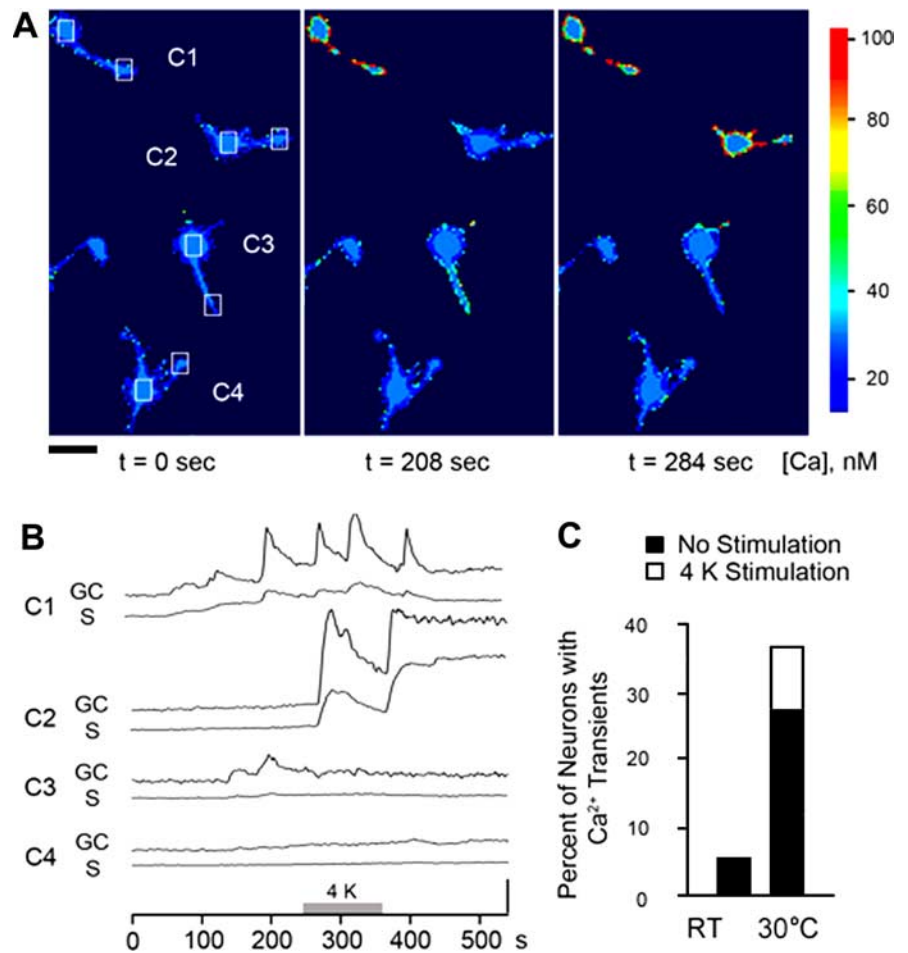 A
C1
C2
C3
C4
100
80
60
40
20
t = 0 sec
t = 208 sec
t = 284 sec
[Ca], nM
B
C1 GC
S
C2 GC
S
C3 GC
S
C4 GC
S
4 K
0 100 200 300 400 500 s
C
No Stimulation
4 K Stimulation
Percent of Neurons with
Ca²⁺ Transients
40
30
20
10
0
RT 30°C